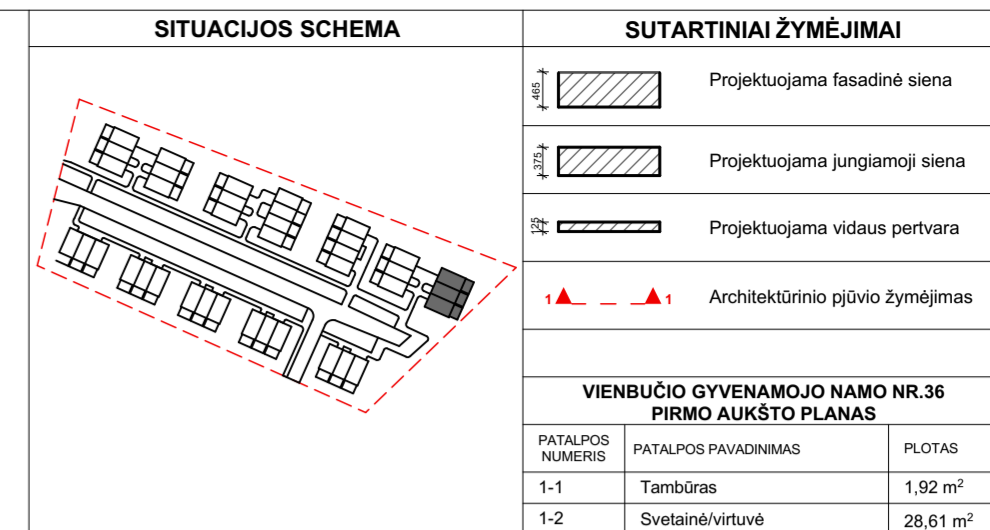 SITUACIJOS SCHEMA
SUTARTINIAI ŽYMĖJIMAI
465
Projektuojama fasadinė siena
375
Projektuojama jungiamoji siena
125
Projektuojama vidaus pertvara
1 1
Architektūrinio pjūvio žymėjimas
VIENBUČIO GYVENAMOJO NAMO NR.36
PIRMO AUKŠTO PLANAS
PATALPOS
NUMERIS
PATALPOS PAVADINIMAS
PLOTAS
1-1 Tambūras 1,92 m²
1-2 Svetainė/virtuvė 28,61 m²